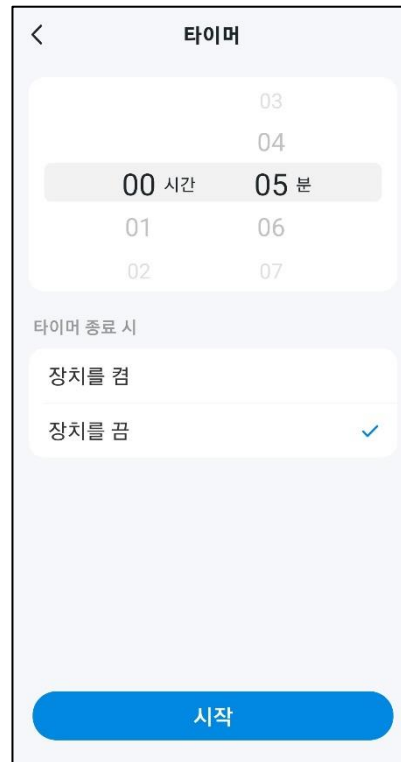 타이머
03
04
00 시간 05 분
01 06
02 07
타이머 종료 시
장치를 켬
장치를 끔
시작